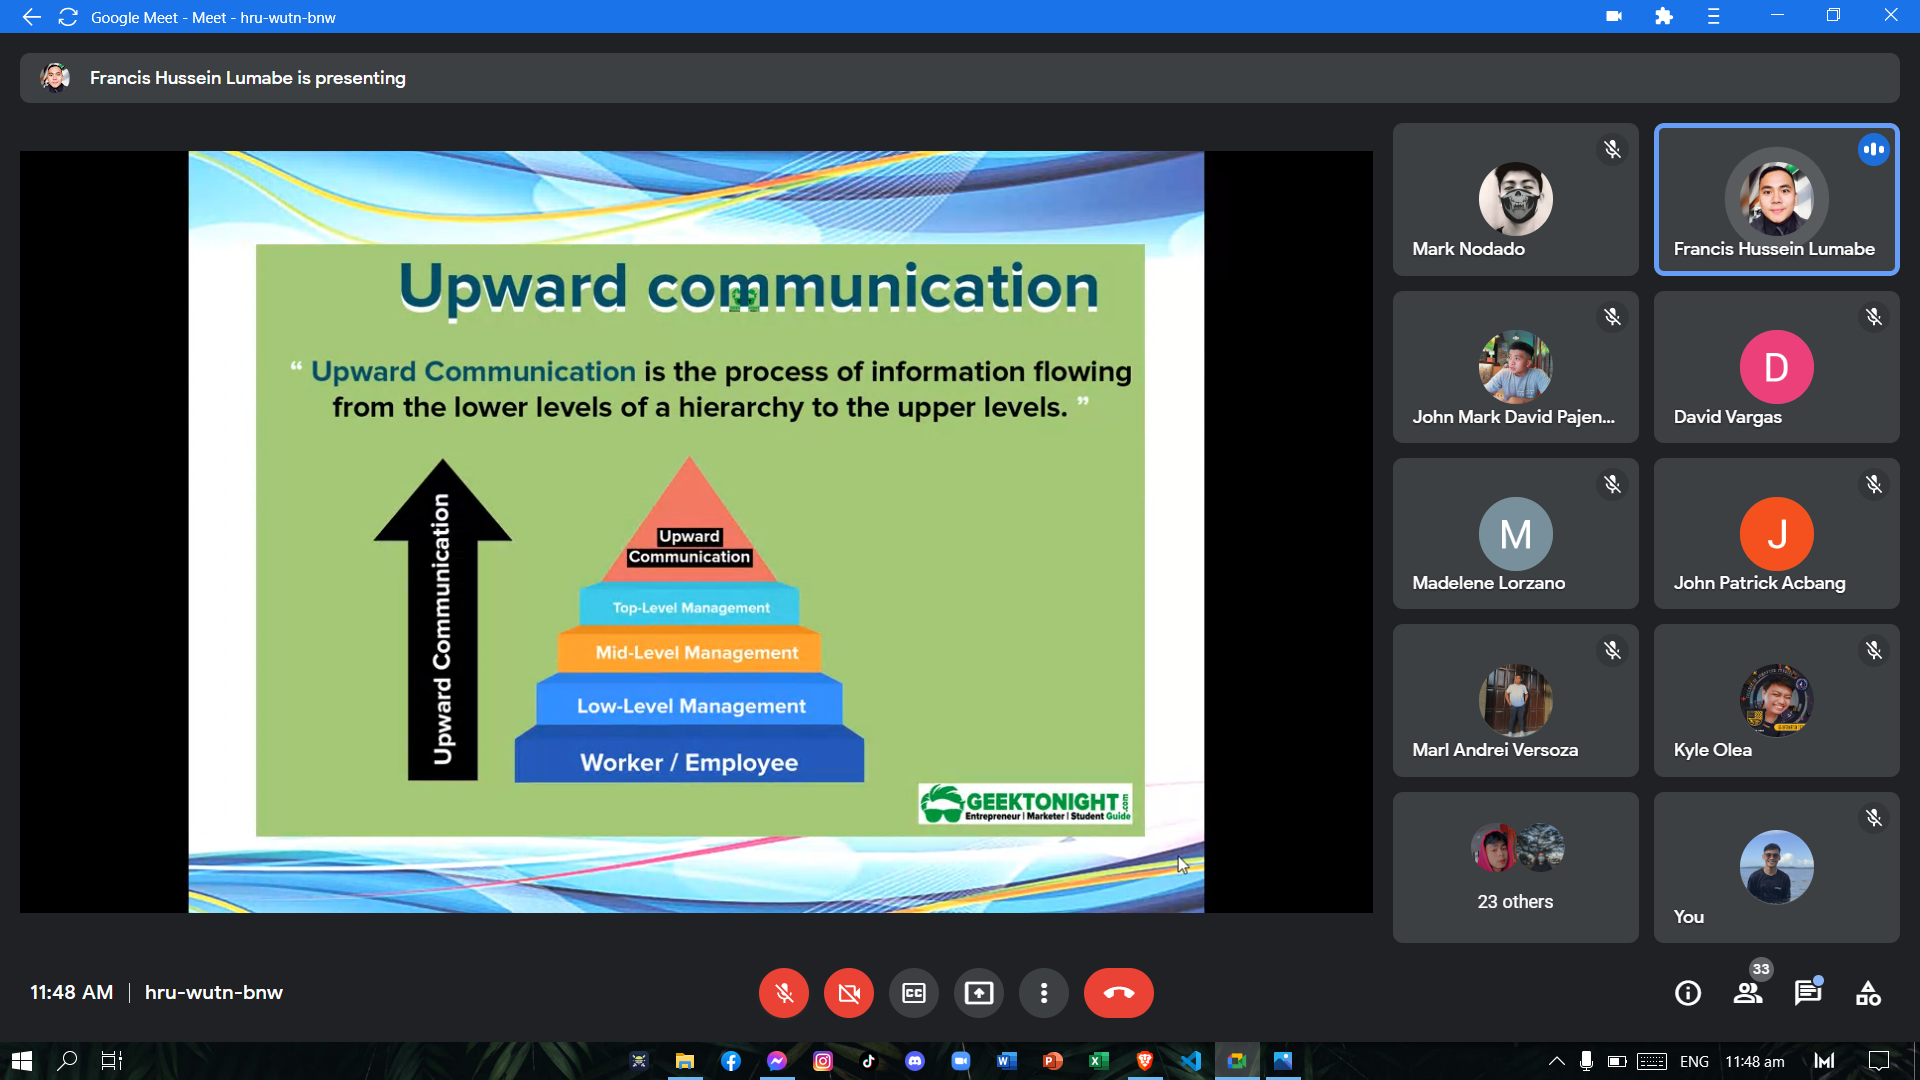 Google Meet - Meet - hru-wutn-bnw
Francis Hussein Lumabe is presenting
Upward communication
“ Upward Communication is the process of information flowing
from the lower levels of a hierarchy to the upper levels. ”
Upward Communication
Upward
Communication
Top-Level Management
Mid-Level Management
Low-Level Management
Worker / Employee
GEEKTONIGHT.com
Entrepreneur | Marketer | Student Guide
Mark Nodado
Francis Hussein Lumabe
John Mark David Pajen...
D
David Vargas
M
Madelene Lorzano
J
John Patrick Acbang
Marl Andrei Versoza
Kyle Olea
23 others
You
11:48 AM | hru-wutn-bnw
CC
33
ENG
11:48 am